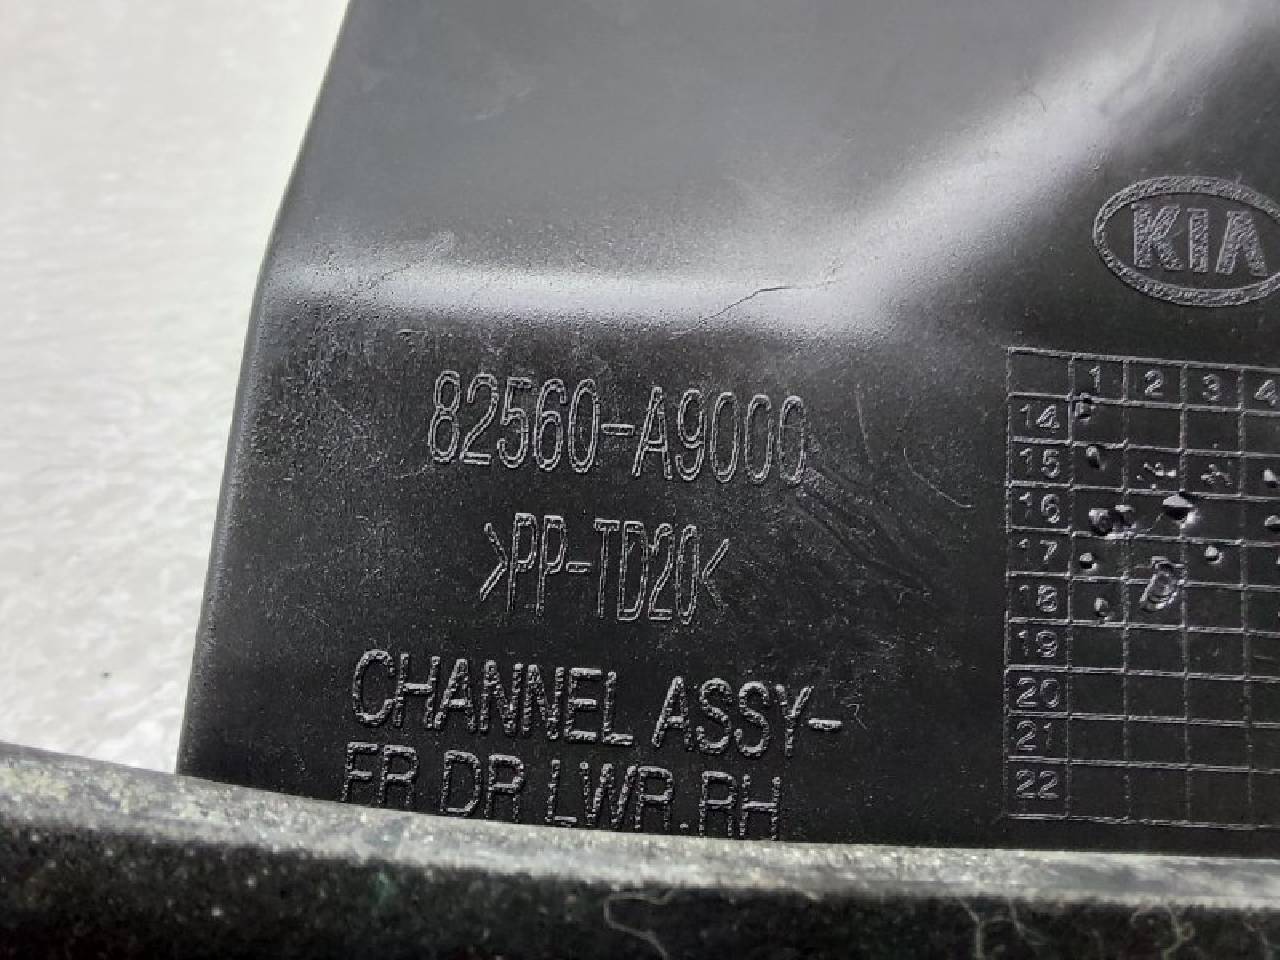 KIA
82560-A9000
>PP-TD20<
CHANNEL ASSY-
FR DR LWR.RH
1 2 3 4
14
15
16
17
18
19
20
21
22